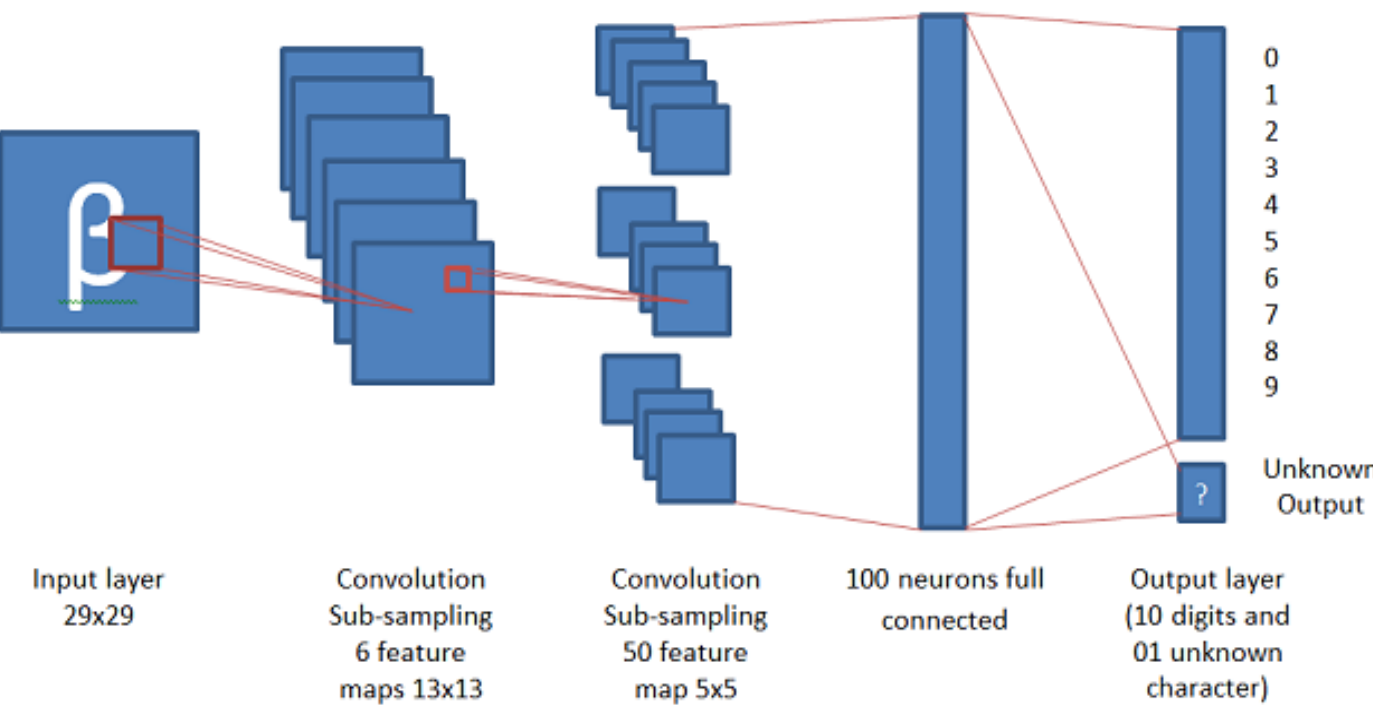 β
0
1
2
3
4
5
6
7
8
9
Unknown
Output
?
Input layer
29x29
Convolution
Sub-sampling
6 feature
maps 13x13
Convolution
Sub-sampling
50 feature
map 5x5
100 neurons full
connected
Output layer
(10 digits and
01 unknown
character)